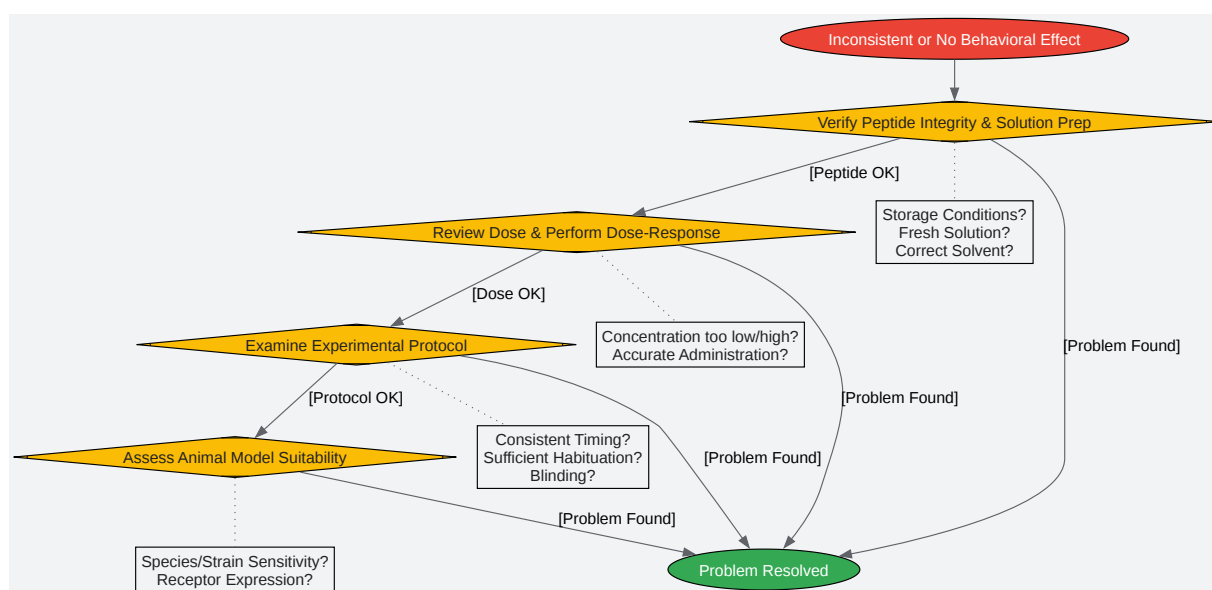 Inconsistent or No Behavioral Effect
Verify Peptide Integrity & Solution Prep
[Peptide OK]
Storage Conditions?
Fresh Solution?
Correct Solvent?
Review Dose & Perform Dose-Response
[Dose OK]
Concentration too low/high?
Accurate Administration?
[Problem Found]
Examine Experimental Protocol
[Protocol OK]
[Problem Found]
Consistent Timing?
Sufficient Habituation?
Blinding?
[Problem Found]
Assess Animal Model Suitability
[Problem Found]
Species/Strain Sensitivity?
Receptor Expression?
Problem Resolved